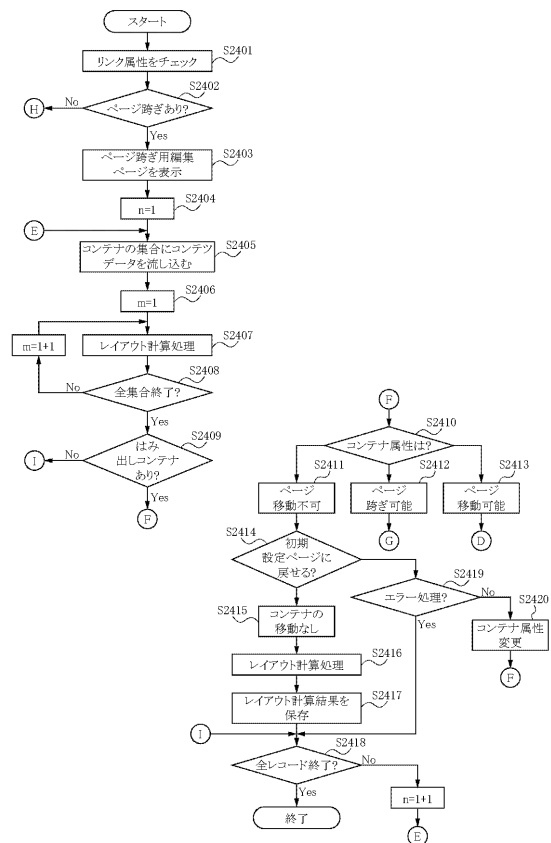 スタート
S2401
リンク属性をチェック
S2402
No
H
ページ跨ぎあり?
Yes
S2403
ページ跨ぎ用編集
ページを表示
S2404
n=1
E
S2405
コンテナの集合にコンテツ
データを流し込む
S2406
m=1
S2407
m=1+1
レイアウト計算処理
S2408
No
全集合終了?
Yes
S2409
はみ
出しコンテナ
あり?
No
I
Yes
F
F
S2410
コンテナ属性は?
S2411
ページ
移動不可
S2412
ページ
跨ぎ可能
S2413
ページ
移動可能
G
D
S2414
初期
設定ページに
戻せる?
S2419
エラー処理?
No
Yes
S2420
コンテナ属性
変更
F
S2415
コンテナの
移動なし
S2416
レイアウト計算処理
S2417
レイアウト計算結果を
保存
I
S2418
全レコード終了?
No
Yes
n=1+1
終了
E